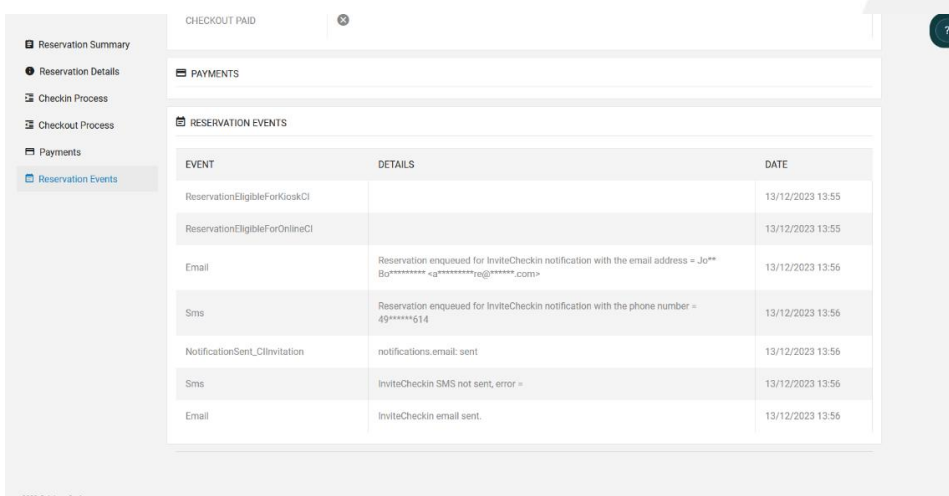 CHECKOUT PAID
Reservation Summary
Reservation Details
Checkin Process
Checkout Process
Payments
Reservation Events
PAYMENTS
RESERVATION EVENTS
EVENT DETAILS DATE
ReservationEligibleForKioskCI 13/12/2023 13:55
ReservationEligibleForOnlineCI 13/12/2023 13:55
Email Reservation enqueued for InviteCheckin notification with the email address = Jo**
Bo********* <a*********re@******.com> 13/12/2023 13:56
Sms Reservation enqueued for InviteCheckin notification with the phone number =
49******614 13/12/2023 13:56
NotificationSent_CIInvitation notifications.email: sent 13/12/2023 13:56
Sms InviteCheckin SMS not sent, error = 13/12/2023 13:56
Email InviteCheckin email sent. 13/12/2023 13:56
?